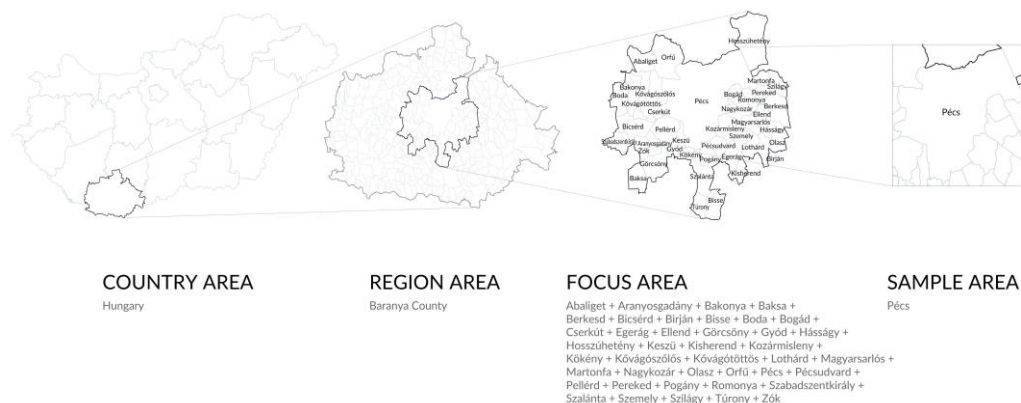 Hosszúhetény
Abaliget
Orfű
Martonfa
Szilágy
Bakonya
Boda
Kővágószőlős
Bogád
Pereked
Romonya
Kővágótöttös
Pécs
Nagykozár
Berkesd
Cserkút
Ellend
Magyarsarlós
Bicsérd
Pellérd
Kozármisleny
Hásságy
Szemely
Szabadszentkirály
Aranyosgadány
Keszü
Pécsudvard
Olasz
Zók
Gyód
Lothárd
Kökény
Egerág
Birján
Görcsöny
Pogány
Baksa
Szalánta
Kisherend
Bisse
Túrony
Pécs
COUNTRY AREA
Hungary
REGION AREA
Baranya County
FOCUS AREA
Abaliget + Aranyosgadány + Bakonya + Baksa +
Berkesd + Bicsérd + Birján + Bisse + Boda + Bogád +
Cserkút + Egerág + Ellend + Görcsöny + Gyód + Hásságy +
Hosszúhetény + Keszü + Kisherend + Kozármisleny +
Kökény + Kővágószőlős + Kővágótöttös + Lothárd + Magyarsarlós +
Martonfa + Nagykozár + Olasz + Orfű + Pécs + Pécsudvard +
Pellérd + Pereked + Pogány + Romonya + Szabadszentkirály +
Szalánta + Szemely + Szilágy + Túrony + Zók
SAMPLE AREA
Pécs